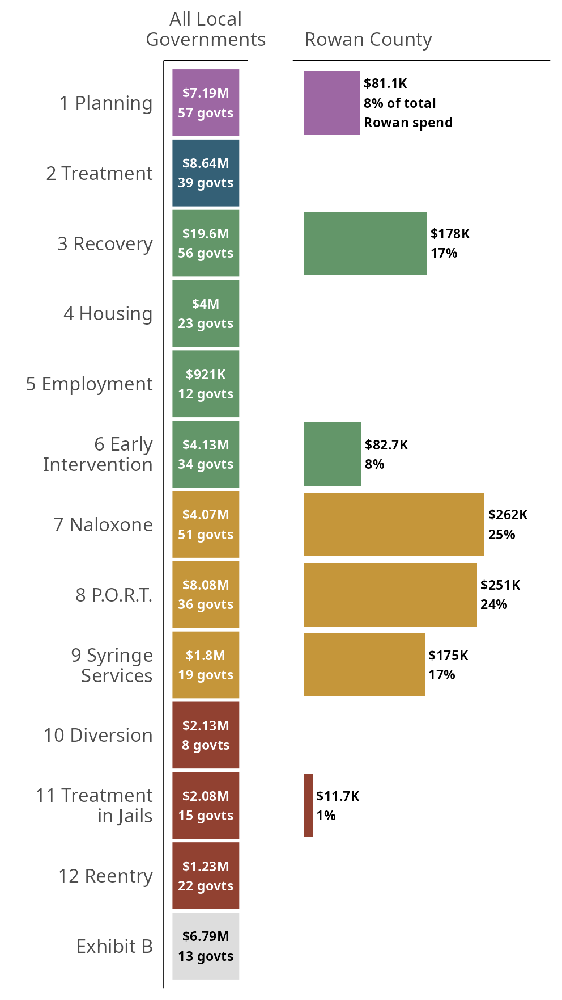 All Local
Governments
Rowan County
1 Planning
$7.19M
57 govts
$81.1K
8% of total
Rowan spend
2 Treatment
$8.64M
39 govts
3 Recovery
$19.6M
56 govts
$178K
17%
4 Housing
$4M
23 govts
5 Employment
$921K
12 govts
6 Early
Intervention
$4.13M
34 govts
$82.7K
8%
7 Naloxone
$4.07M
51 govts
$262K
25%
8 P.O.R.T.
$8.08M
36 govts
$251K
24%
9 Syringe
Services
$1.8M
19 govts
$175K
17%
10 Diversion
$2.13M
8 govts
11 Treatment
in Jails
$2.08M
15 govts
$11.7K
1%
12 Reentry
$1.23M
22 govts
Exhibit B
$6.79M
13 govts